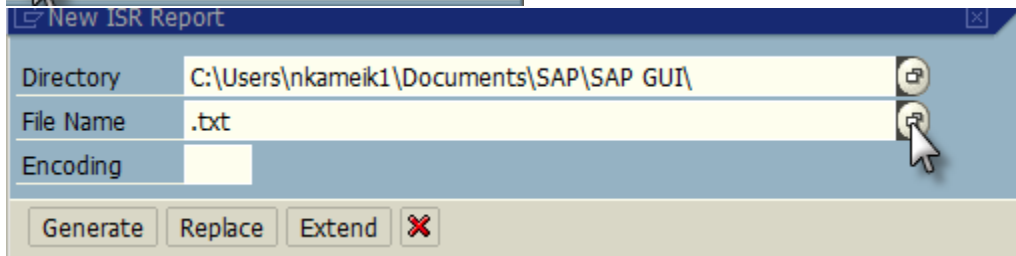 New ISR Report
Directory C:\Users\nkameik1\Documents\SAP\SAP GUI\
File Name .txt
Encoding
Generate Replace Extend